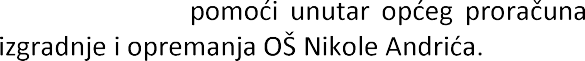 pomoći unutar općeg proračuna
izgradnje i opremanja OŠ Nikole Andrića.